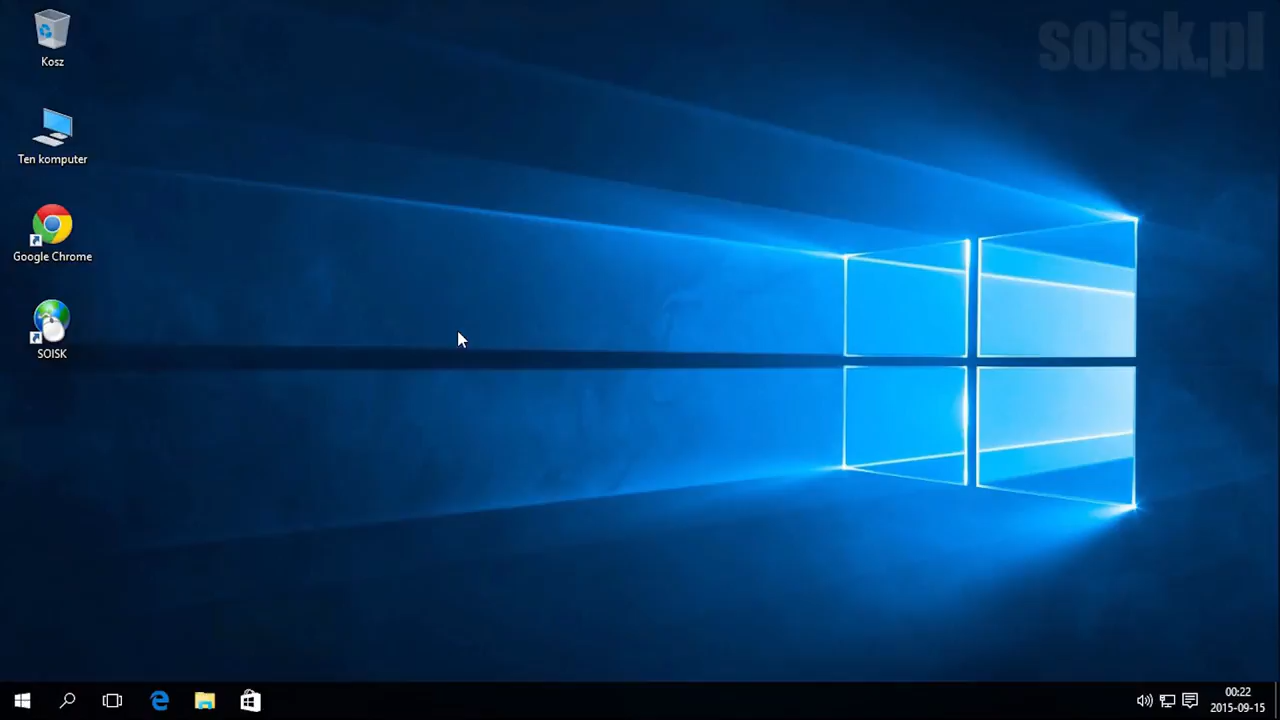 soisk.pl
Kosz
Ten komputer
Google Chrome
SOISK
00:22
2015-09-15